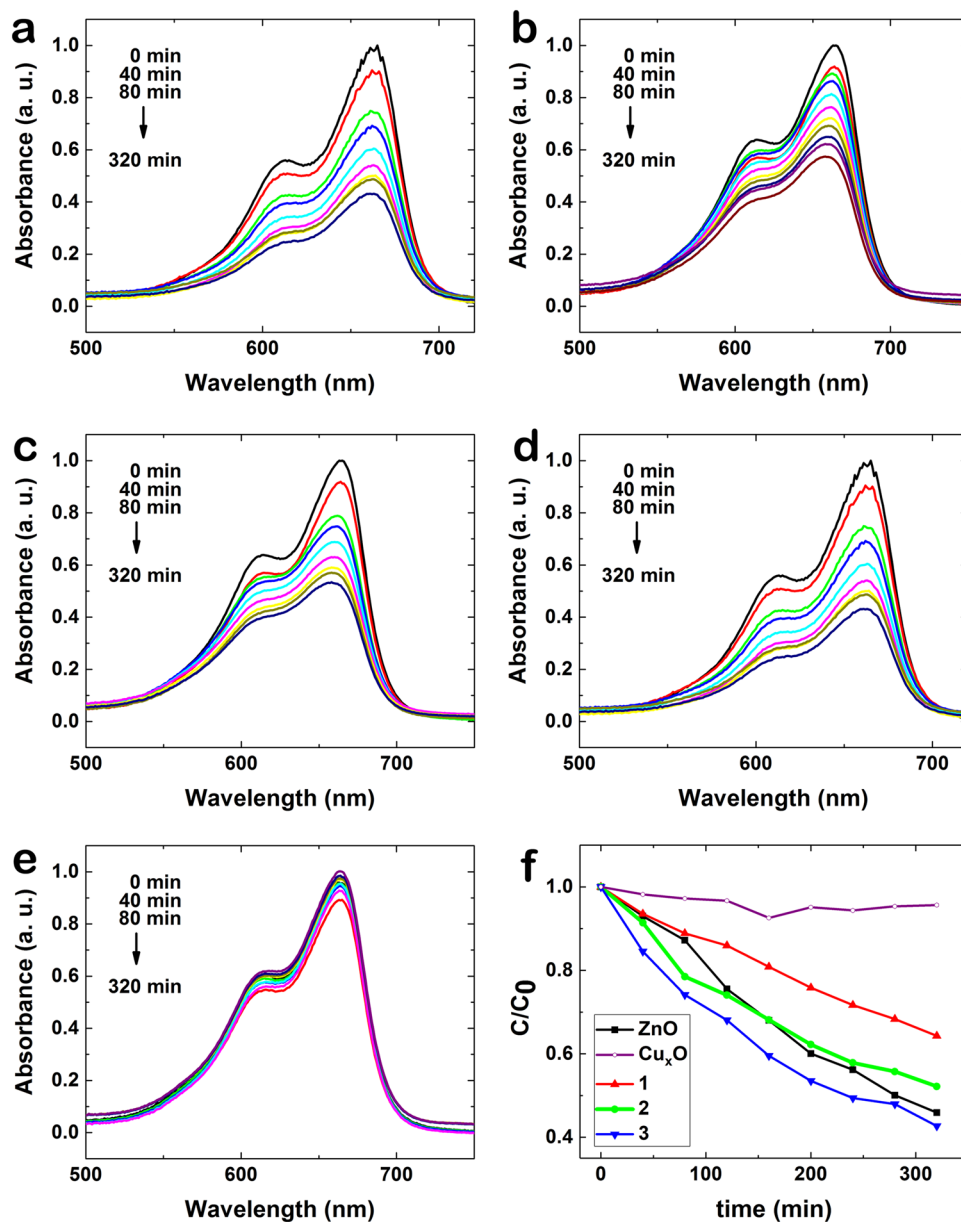 a
1.0
0.8
0.6
0.4
0.2
0.0
0 min
40 min
80 min
320 min
500
600
700
Absorbance (a. u.)
Wavelength (nm)
b
1.0
0.8
0.6
0.4
0.2
0.0
0 min
40 min
80 min
320 min
500
600
700
Absorbance (a. u.)
Wavelength (nm)
c
1.0
0.8
0.6
0.4
0.2
0.0
0 min
40 min
80 min
320 min
500
600
700
Absorbance (a. u.)
Wavelength (nm)
d
1.0
0.8
0.6
0.4
0.2
0.0
0 min
40 min
80 min
320 min
500
600
700
Absorbance (a. u.)
Wavelength (nm)
e
1.0
0.8
0.6
0.4
0.2
0.0
0 min
40 min
80 min
320 min
500
600
700
Absorbance (a. u.)
Wavelength (nm)
f
1.0
0.8
0.6
0.4
ZnO
CuxO
1
2
3
0
100
200
300
C/C0
time (min)